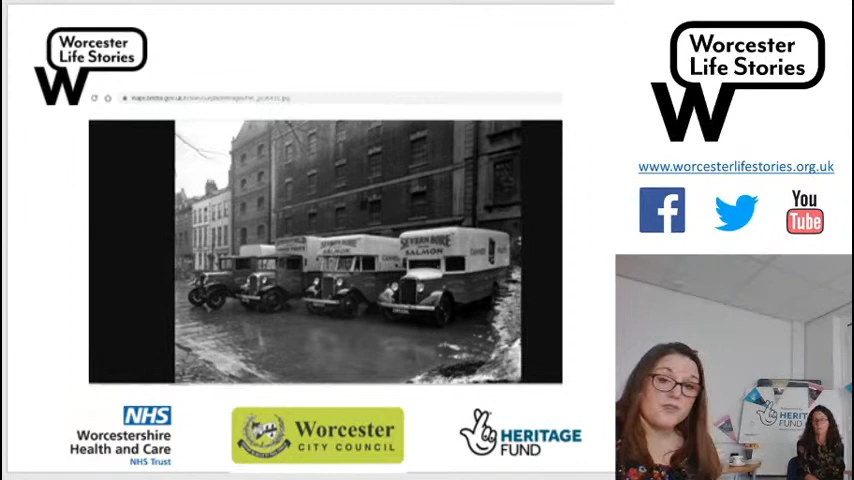 Worcester
Life Stories
W
SEVERN BORE
SALMON
SEVERN BORE
SALMON
NHS
Worcestershire
Health and Care
NHS Trust
Worcester
CITY COUNCIL
HERITAGE
FUND
Worcester
Life Stories
W
www.worcesterlifestories.org.uk
f
You
Tube
HERITAGE
FUND